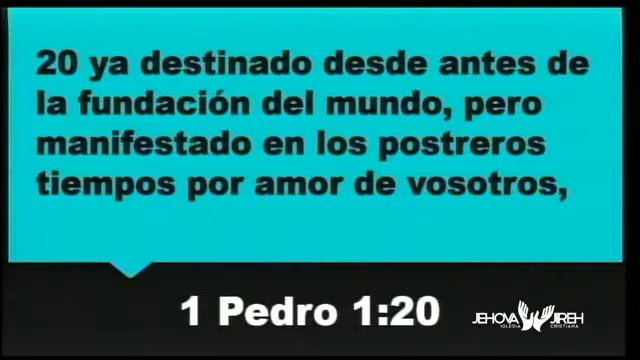 20 ya destinado desde antes de
la fundación del mundo, pero
manifestado en los postreros
tiempos por amor de vosotros,
1 Pedro 1:20
JEHOVA JIREH
IGLESIA CRISTIANA